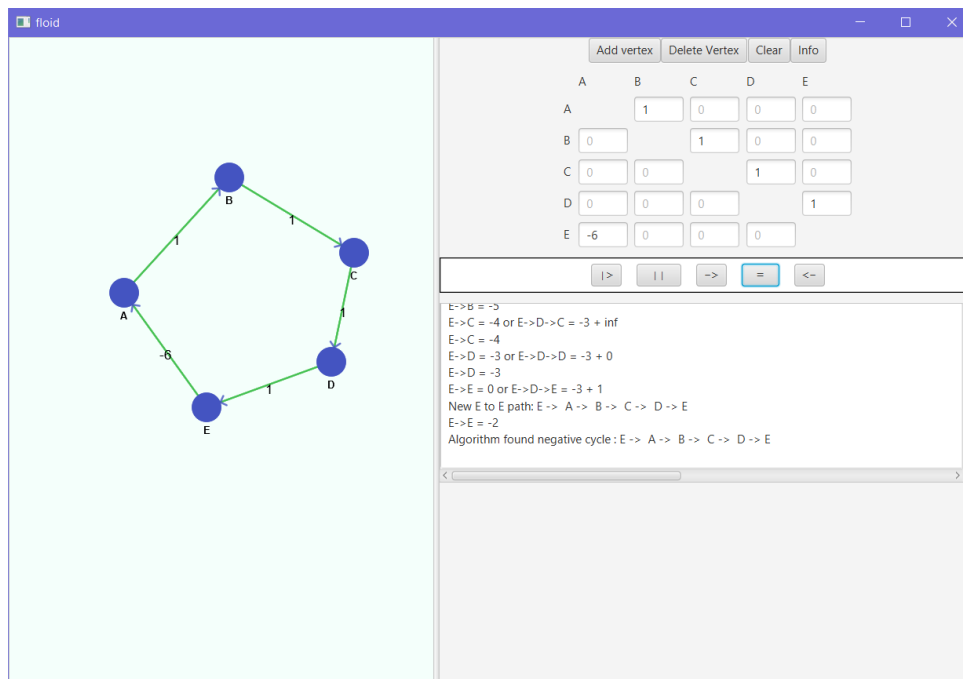 floid
Add vertex Delete Vertex Clear Info
A B C D E
A 1 0 0 0
B 0 1 0 0
C 0 0 1 0
D 0 0 0 1
E -6 0 0 0
|> || -> = <-
E->B = -5
E->C = -4 or E->D->C = -3 + inf
E->C = -4
E->D = -3 or E->D->D = -3 + 0
E->D = -3
E->E = 0 or E->D->E = -3 + 1
New E to E path: E -> A -> B -> C -> D -> E
E->E = -2
Algorithm found negative cycle : E -> A -> B -> C -> D -> E
B
1
1
C
A
1
-6
D
1
E